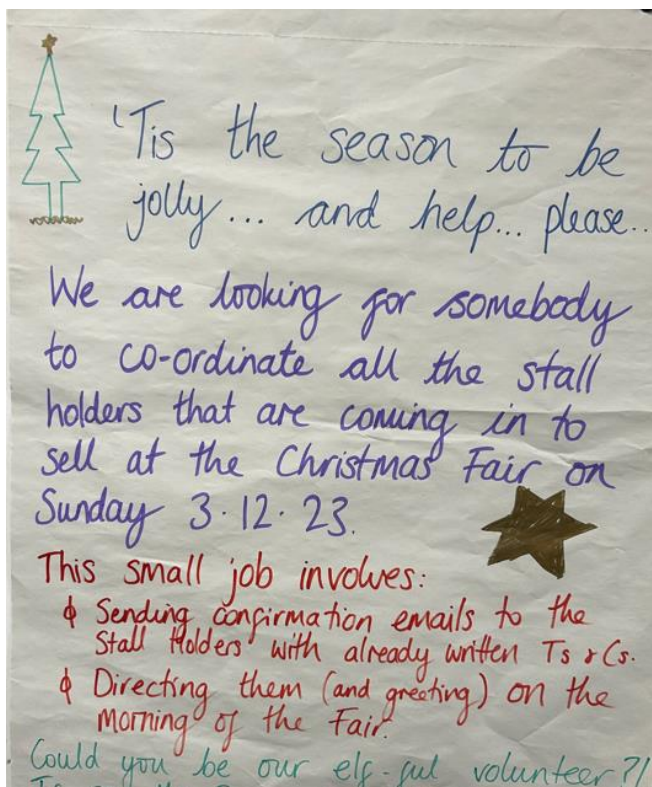 'Tis the season to be
jolly... and help... please..
We are looking for somebody
to co-ordinate all the stall
holders that are coming in to
sell at the Christmas Fair on
Sunday 3.12.23.
This small job involves:
Sending confirmation emails to the
Stall Holders with already written Ts & Cs.
Directing them (and greeting) on the
morning of the Fair.
Could you be our elf-ful volunteer?!